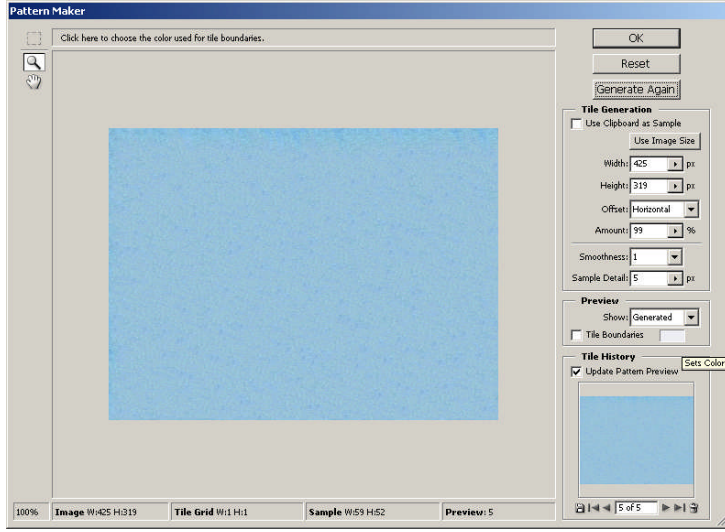 Pattern Maker
Click here to choose the color used for tile boundaries.
OK
Reset
Generate Again
Tile Generation
Use Clipboard as Sample
Use Image Size
Width: 425 px
Height: 319 px
Offset: Horizontal
Amount: 99 %
Smoothness: 1
Sample Detail: 5 px
Preview
Show: Generated
Tile Boundaries
Tile History
Sets Color
Update Pattern Preview
5 of 5
100% Image W:425 H:319 Tile Grid W:1 H:1 Sample W:59 H:52 Preview: 5